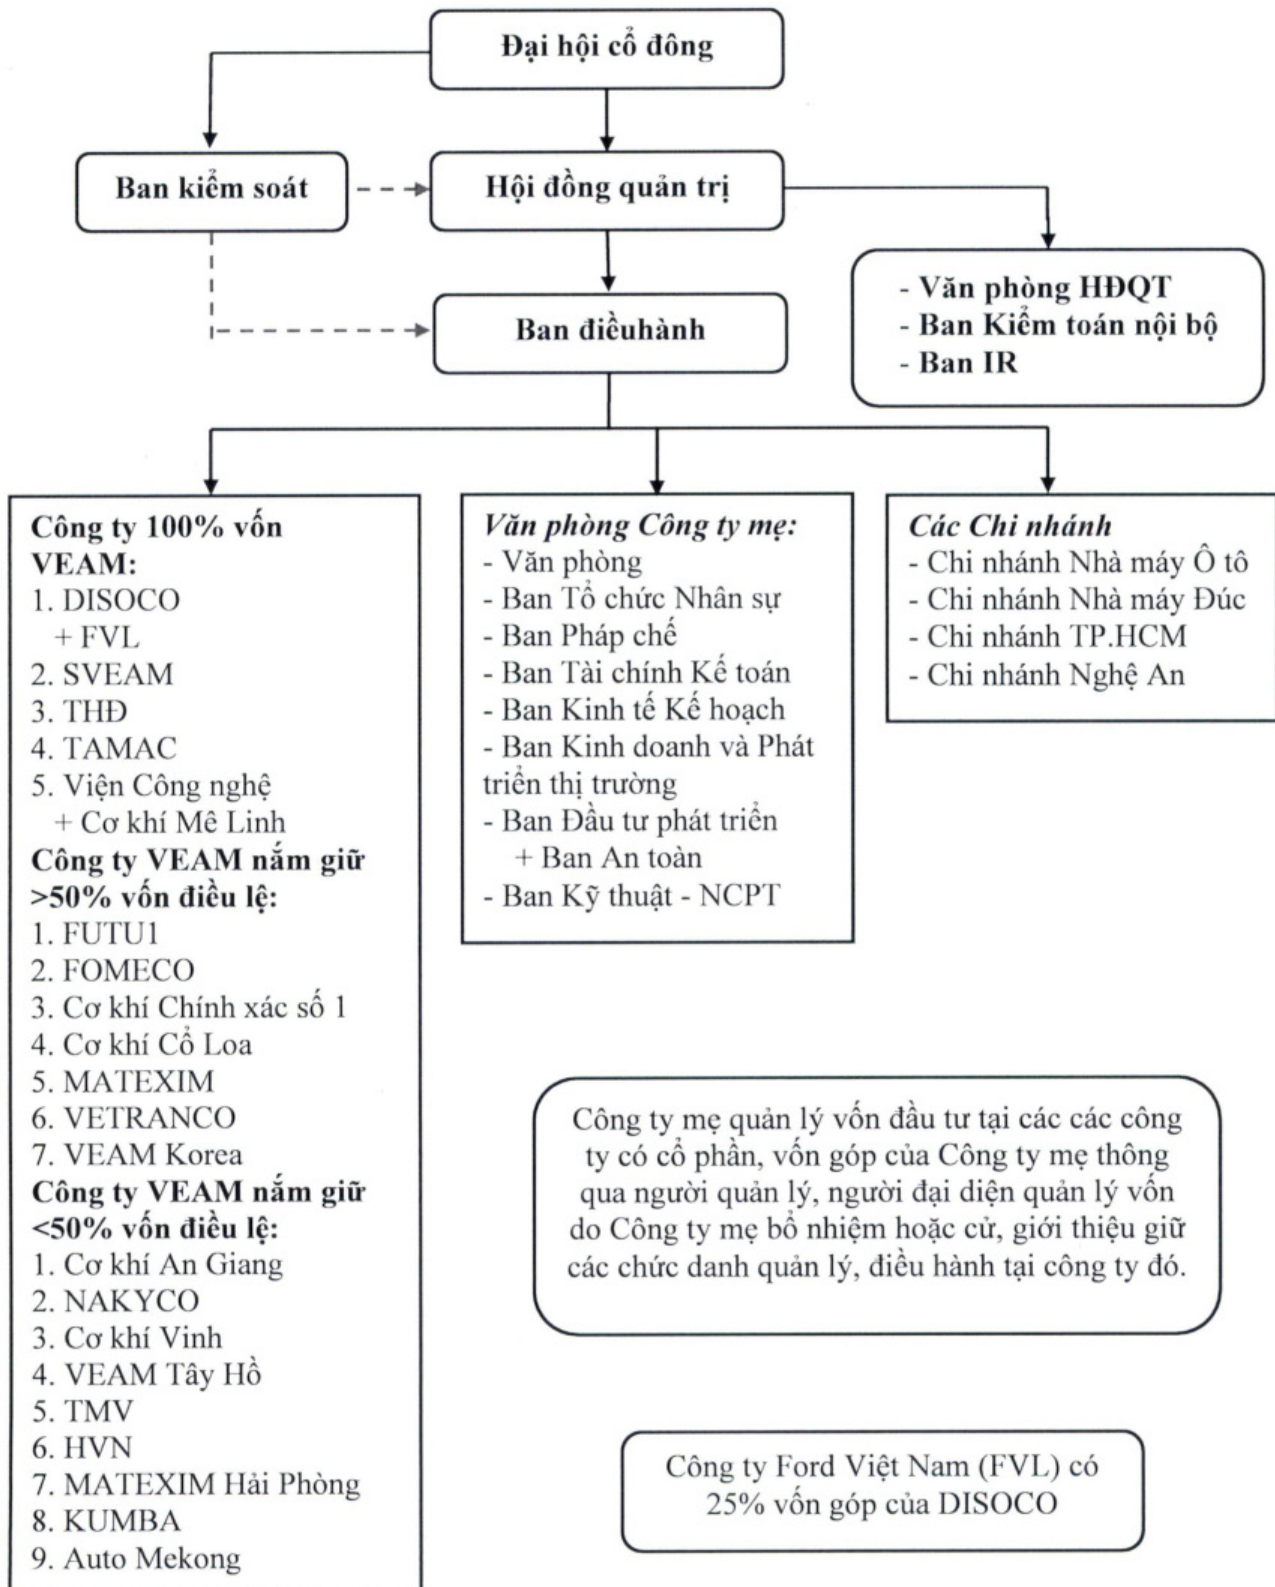 Đại hội cổ đông
Ban kiểm soát
Hội đồng quản trị
- Văn phòng HĐQT
- Ban Kiểm toán nội bộ
- Ban IR
Ban điềuhành
Công ty 100% vốn
VEAM:
1. DISOCO
+ FVL
2. SVEAM
3. THĐ
4. TAMAC
5. Viện Công nghệ
+ Cơ khí Mê Linh
Công ty VEAM nắm giữ
>50% vốn điều lệ:
1. FUTU1
2. FOMECO
3. Cơ khí Chính xác số 1
4. Cơ khí Cổ Loa
5. MATEXIM
6. VETRANCO
7. VEAM Korea
Công ty VEAM nắm giữ
<50% vốn điều lệ:
1. Cơ khí An Giang
2. NAKYCO
3. Cơ khí Vinh
4. VEAM Tây Hồ
5. TMV
6. HVN
7. MATEXIM Hải Phòng
8. KUMBA
9. Auto Mekong
Văn phòng Công ty mẹ:
- Văn phòng
- Ban Tổ chức Nhân sự
- Ban Pháp chế
- Ban Tài chính Kế toán
- Ban Kinh tế Kế hoạch
- Ban Kinh doanh và Phát
triển thị trường
- Ban Đầu tư phát triển
+ Ban An toàn
- Ban Kỹ thuật - NCPT
Các Chi nhánh
- Chi nhánh Nhà máy Ô tô
- Chi nhánh Nhà máy Đúc
- Chi nhánh TP.HCM
- Chi nhánh Nghệ An
Công ty mẹ quản lý vốn đầu tư tại các các công
ty có cổ phần, vốn góp của Công ty mẹ thông
qua người quản lý, người đại diện quản lý vốn
do Công ty mẹ bổ nhiệm hoặc cử, giới thiệu giữ
các chức danh quản lý, điều hành tại công ty đó.
Công ty Ford Việt Nam (FVL) có
25% vốn góp của DISOCO